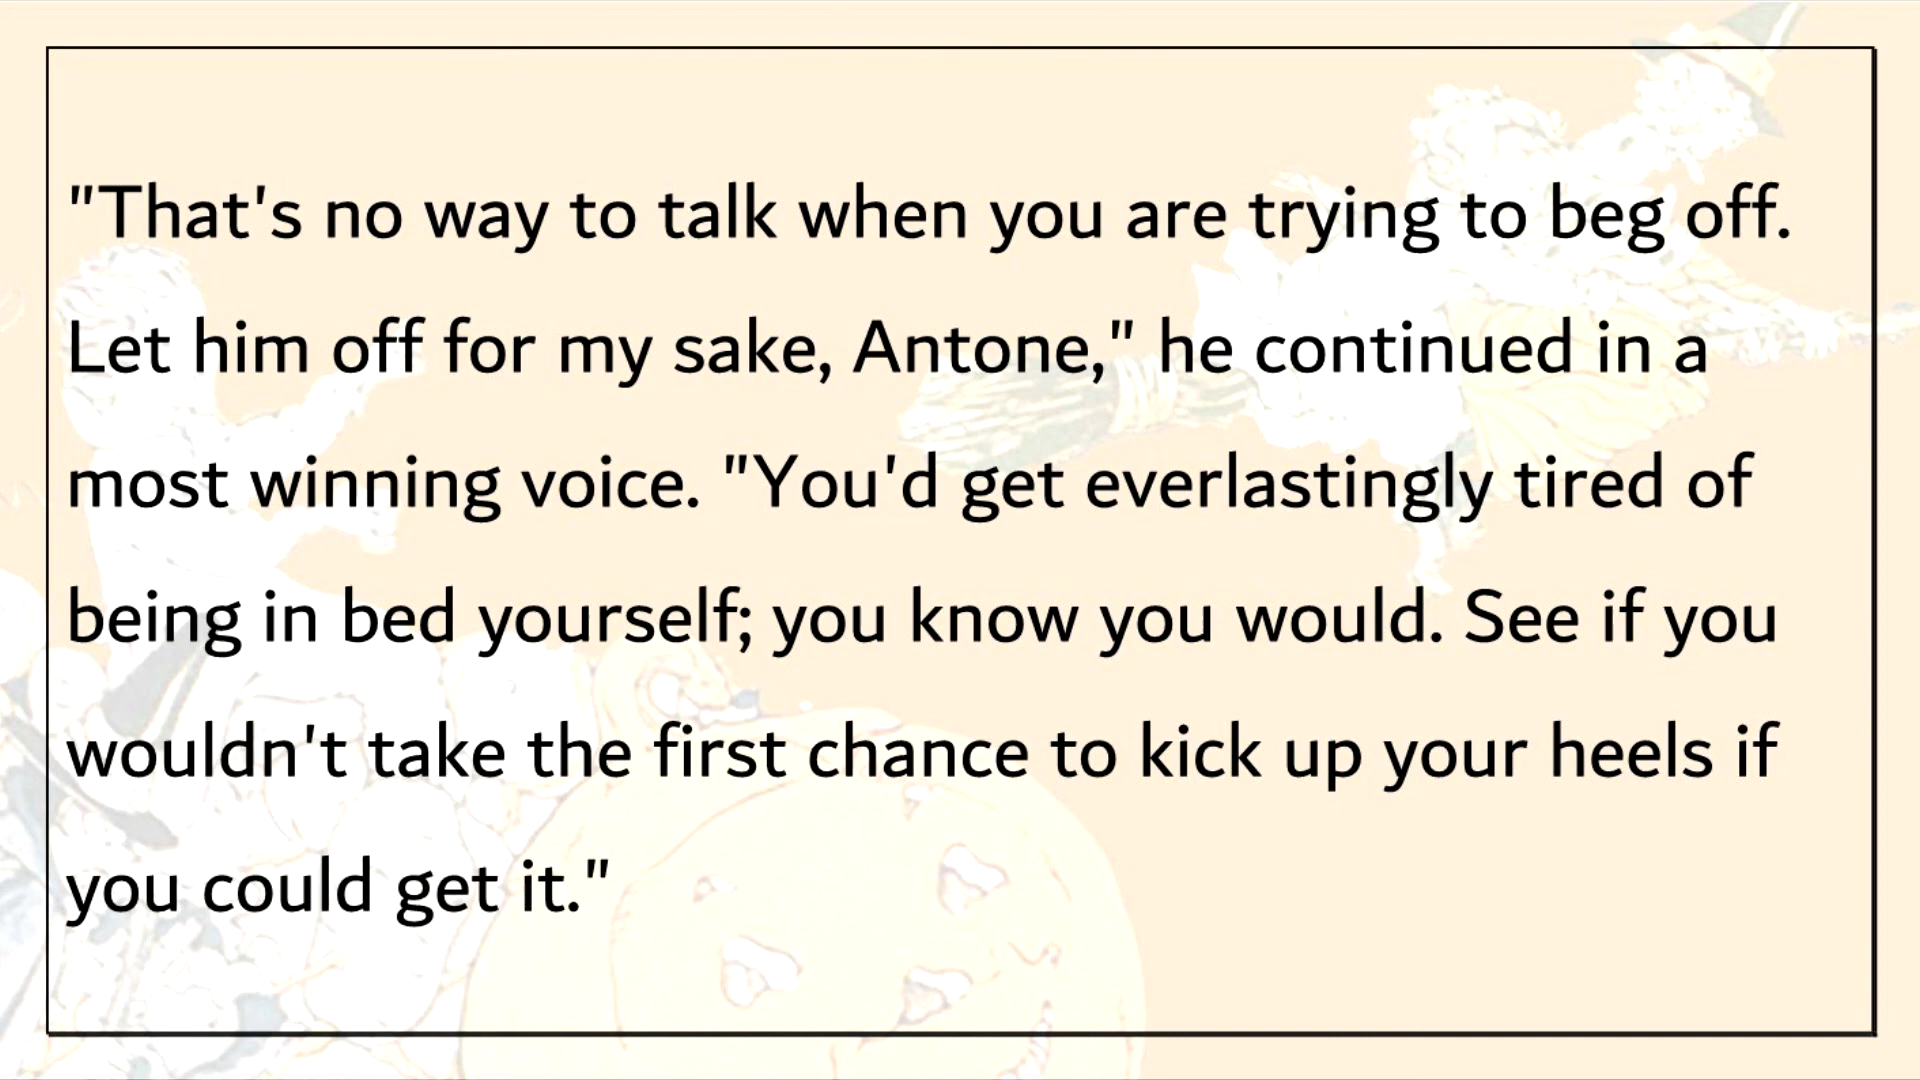 "That's no way to talk when you are trying to beg off.
Let him off for my sake, Antone," he continued in a
most winning voice. "You'd get everlastingly tired of
being in bed yourself; you know you would. See if you
wouldn't take the first chance to kick up your heels if
you could get it."